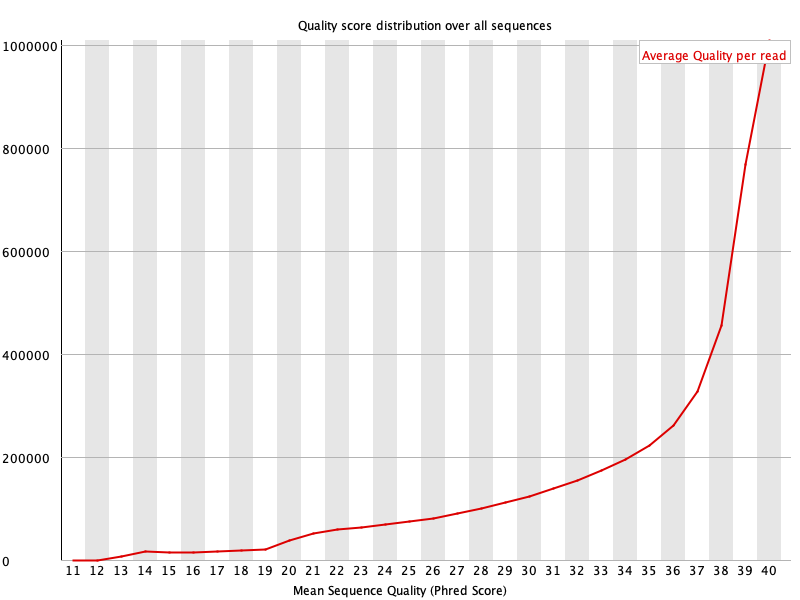 Quality score distribution over all sequences
1000000
Average Quality per read
800000
600000
400000
200000
0
11 12 13 14 15 16 17 18 19 20 21 22 23 24 25 26 27 28 29 30 31 32 33 34 35 36 37 38 39 40
Mean Sequence Quality (Phred Score)